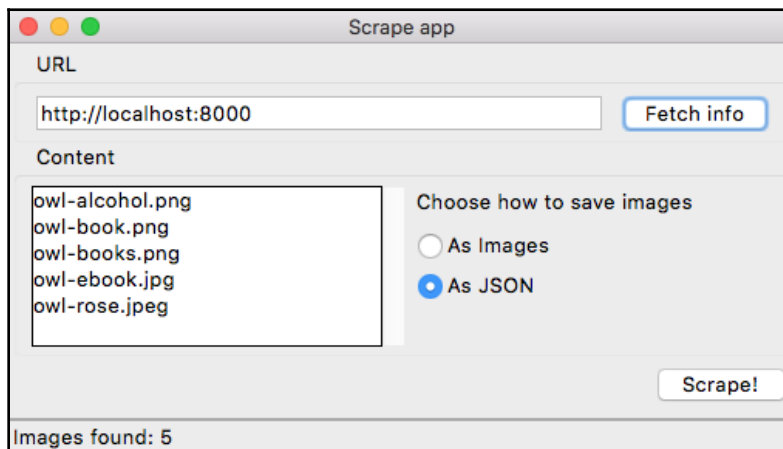 Scrape app
URL
http://localhost:8000
Fetch info
Content
owl-alcohol.png
owl-book.png
owl-books.png
owl-ebook.jpg
owl-rose.jpeg
Choose how to save images
As Images
As JSON
Scrape!
Images found: 5